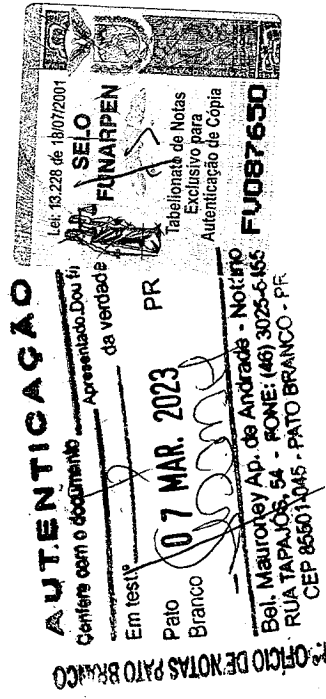 AUTENTICAÇÃO
Confere com o documento
Apresentado.Dou fé
Em testº
da verdade
Pato
Branco
07 MAR. 2023
PR
Bel. Mauroney Ap. de Andrade - Notário
RUA TAPAJÓS, 54 - FONE: (46) 3025-5155
CEP 85501-045 - PATO BRANCO - PR
Lei: 13.228 de 18/07/2001
SELO
FUNARPEN
Tabelionato de Notas
Exclusivo para
Autenticação de Cópia
FU087650
1º OFÍCIO DE NOTAS PATO BRANCO